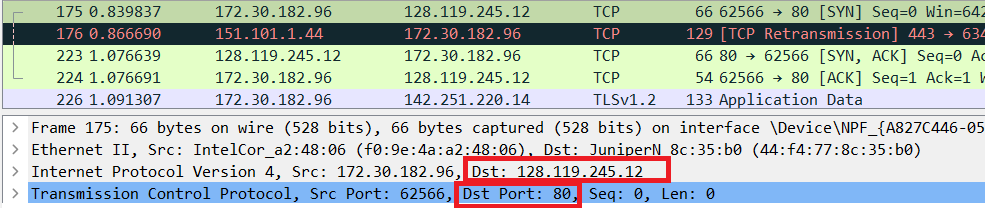 175 0.839837 172.30.182.96 128.119.245.12 TCP 66 62566 → 80 [SYN] Seq=0 Win=642
176 0.866690 151.101.1.44 172.30.182.96 TCP 129 [TCP Retransmission] 443 → 634
223 1.076639 128.119.245.12 172.30.182.96 TCP 66 80 → 62566 [SYN, ACK] Seq=0 Ac
224 1.076691 172.30.182.96 128.119.245.12 TCP 54 62566 → 80 [ACK] Seq=1 Ack=1 W
226 1.091307 172.30.182.96 142.251.220.14 TLSv1.2 133 Application Data
Frame 175: 66 bytes on wire (528 bits), 66 bytes captured (528 bits) on interface \Device\NPF_{A827C446-05
Ethernet II, Src: IntelCor_a2:48:06 (f0:9e:4a:a2:48:06), Dst: JuniperN_8c:35:b0 (44:f4:77:8c:35:b0)
Internet Protocol Version 4, Src: 172.30.182.96, Dst: 128.119.245.12
Transmission Control Protocol, Src Port: 62566, Dst Port: 80, Seq: 0, Len: 0